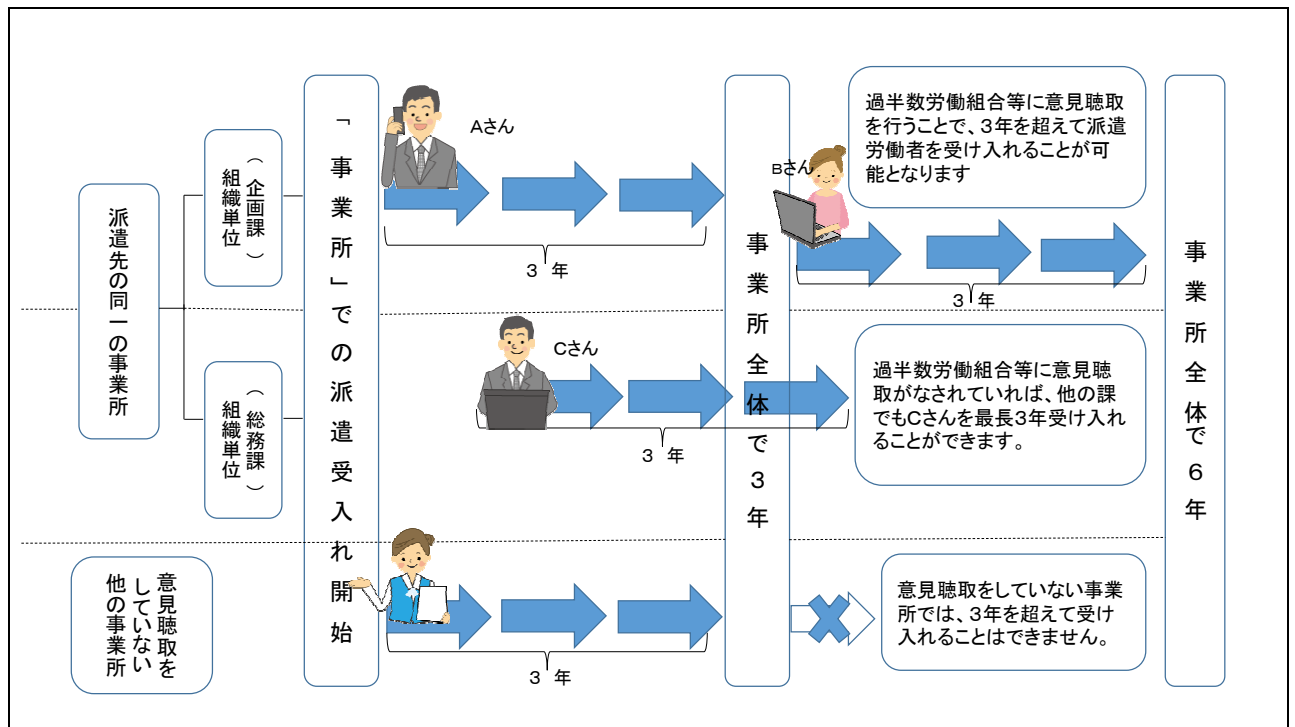 派遣先の同一の事業所
（企画課）
組織単位
（総務課）
組織単位
「事業所」での派遣受入れ開始
Aさん
３年
事業所全体で３年
Bさん
過半数労働組合等に意見聴取
を行うことで、３年を超えて派遣
労働者を受け入れることが可
能となります
３年
事業所全体で６年
Cさん
３年
過半数労働組合等に意見聴
取がなされていれば、他の課
でもCさんを最長３年受け入れ
ることができます。
意見聴取を
していない
他の事業所
３年
意見聴取をしていない事業
所では、３年を超えて受け
入れることはできません。